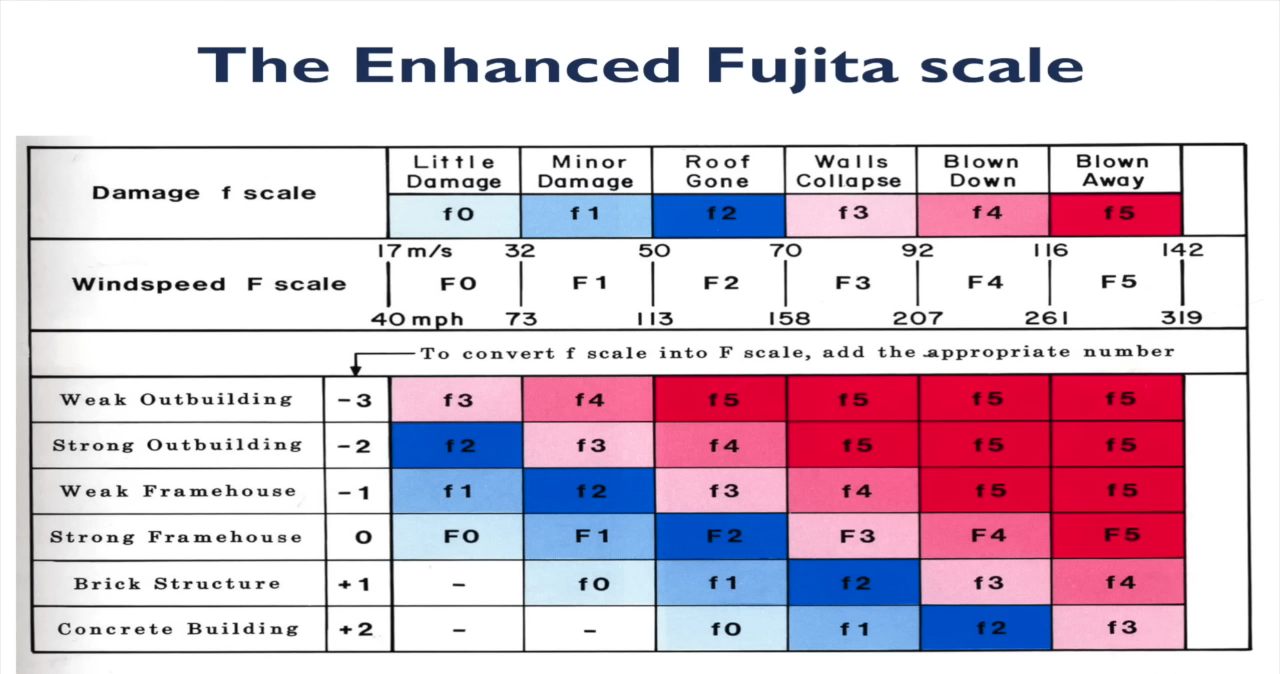 The Enhanced Fujita scale
Damage f scale
Little Damage
Minor Damage
Roof Gone
Walls Collapse
Blown Down
Blown Away
f0 f1 f2 f3 f4 f5
17 m/s 32 50 70 92 116 142
Windspeed F scale F0 F1 F2 F3 F4 F5
40 mph 73 113 158 207 261 319
To convert f scale into F scale, add the appropriate number
Weak Outbuilding -3 f3 f4 f5 f5 f5 f5
Strong Outbuilding -2 f2 f3 f4 f5 f5 f5
Weak Framehouse -1 f1 f2 f3 f4 f5 f5
Strong Framehouse 0 F0 F1 F2 F3 F4 F5
Brick Structure +1 - f0 f1 f2 f3 f4
Concrete Building +2 - - f0 f1 f2 f3